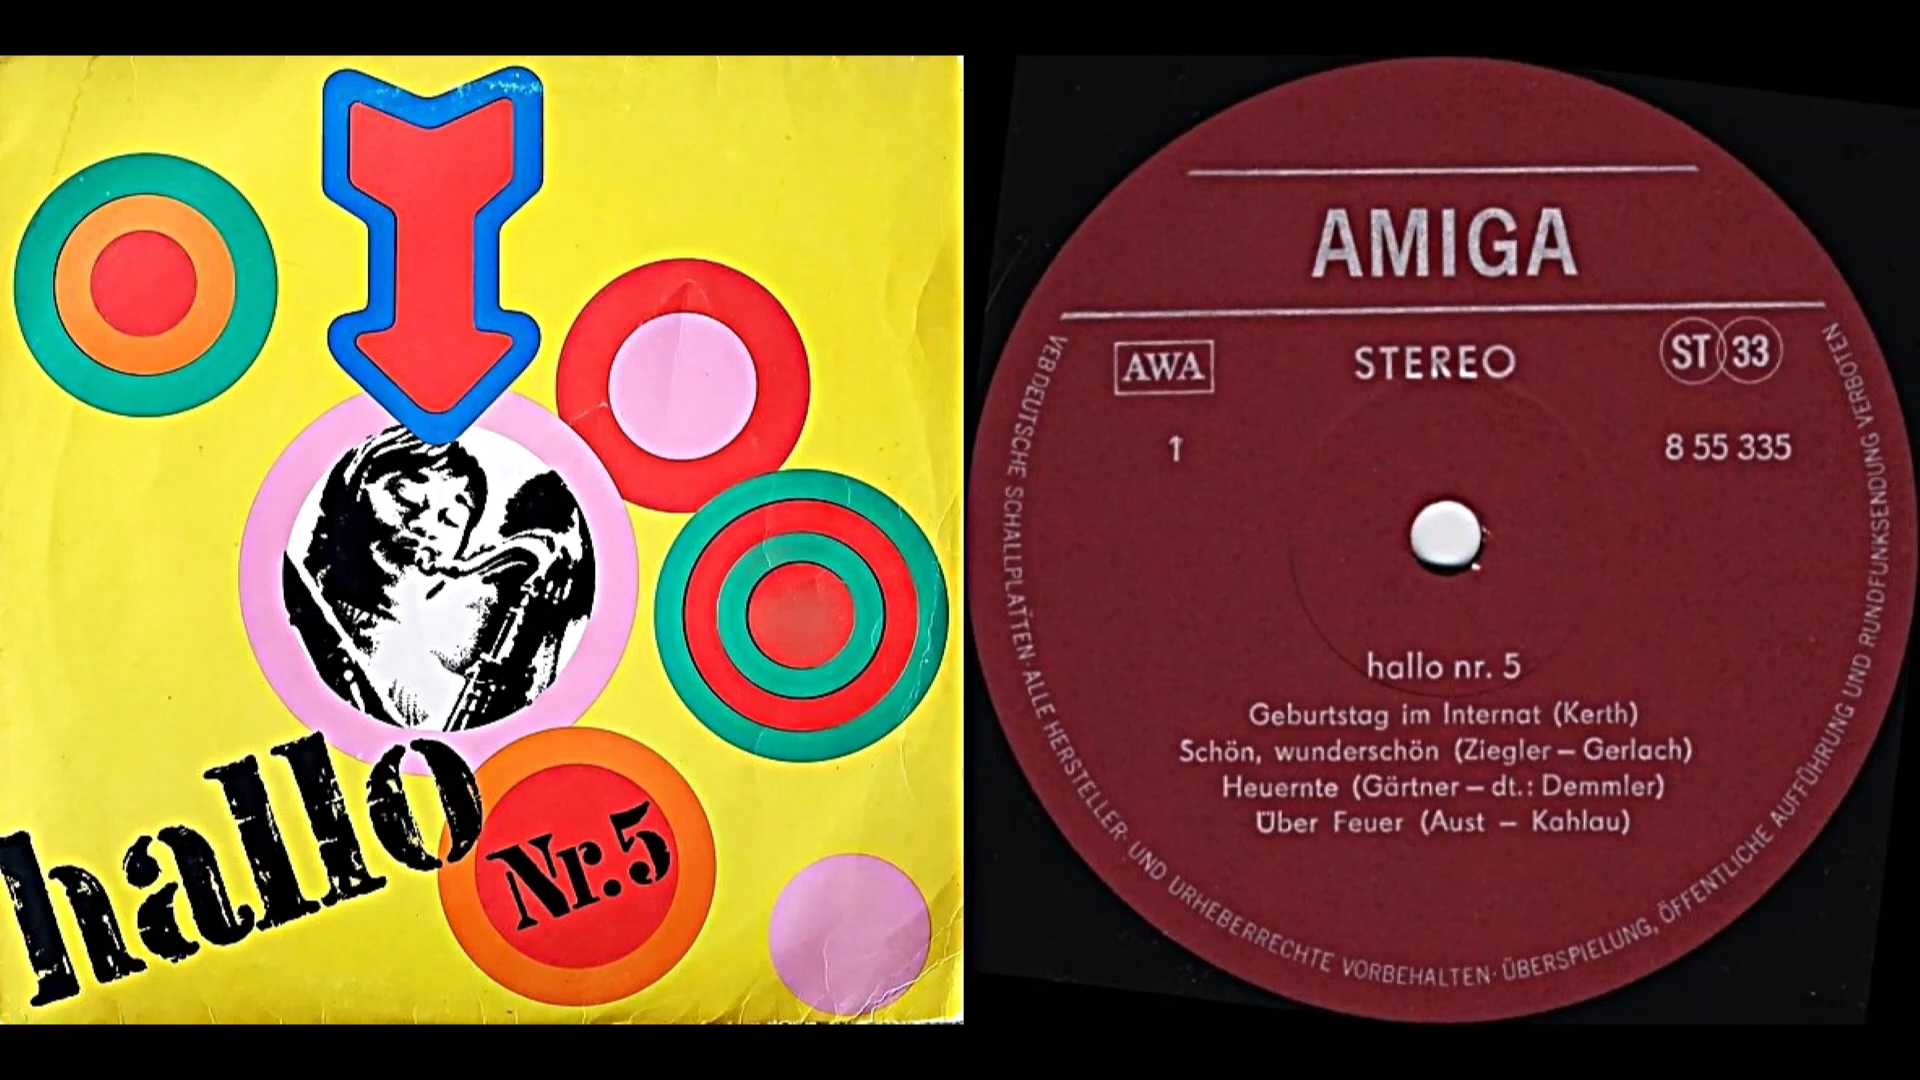 hallo
Nr.5
AMIGA
AWA
STEREO
ST 33
1
8 55 335
hallo nr. 5
Geburtstag im Internat (Kerth)
Schön, wunderschön (Ziegler – Gerlach)
Heuernte (Gärtner – dt.: Demmler)
Über Feuer (Aust – Kahlau)
VEB DEUTSCHE SCHALLPLATTEN · ALLE HERSTELLER- UND URHEBERRECHTE VORBEHALTEN · ÜBERSPIELUNG, ÖFFENTLICHE AUFFÜHRUNG UND RUNDFUNKSENDUNG VERBOTEN